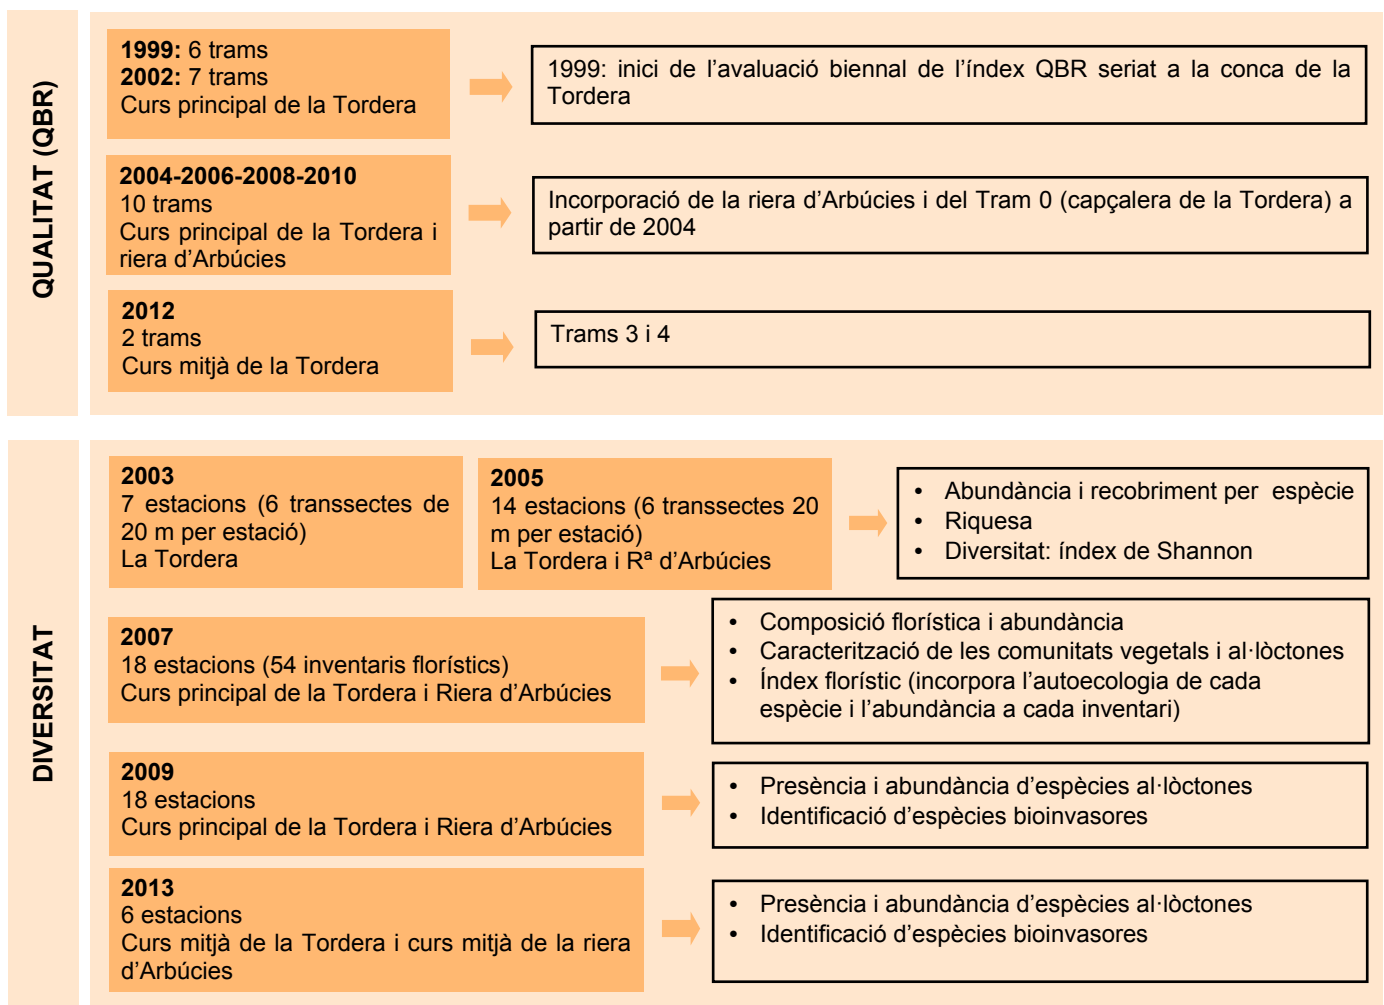 QUALITAT (QBR)
1999: 6 trams
2002: 7 trams
Curs principal de la Tordera
1999: inici de l’avaluació biennal de l’índex QBR seriat a la conca de la
Tordera
2004-2006-2008-2010
10 trams
Curs principal de la Tordera i
riera d’Arbúcies
Incorporació de la riera d’Arbúcies i del Tram 0 (capçalera de la Tordera) a
partir de 2004
2012
2 trams
Curs mitjà de la Tordera
Trams 3 i 4
DIVERSITAT
2003
7 estacions (6 transsectes de
20 m per estació)
La Tordera
2005
14 estacions (6 transsectes 20
m per estació)
La Tordera i Rª d’Arbúcies
• Abundància i recobriment per espècie
• Riquesa
• Diversitat: índex de Shannon
2007
18 estacions (54 inventaris florístics)
Curs principal de la Tordera i Riera d’Arbúcies
• Composició florística i abundància
• Caracterització de les comunitats vegetals i al·lòctones
• Índex florístic (incorpora l’autoecologia de cada
espècie i l’abundància a cada inventari)
2009
18 estacions
Curs principal de la Tordera i Riera d’Arbúcies
• Presència i abundància d’espècies al·lòctones
• Identificació d’espècies bioinvasores
2013
6 estacions
Curs mitjà de la Tordera i curs mitjà de la riera
d’Arbúcies
• Presència i abundància d’espècies al·lòctones
• Identificació d’espècies bioinvasores